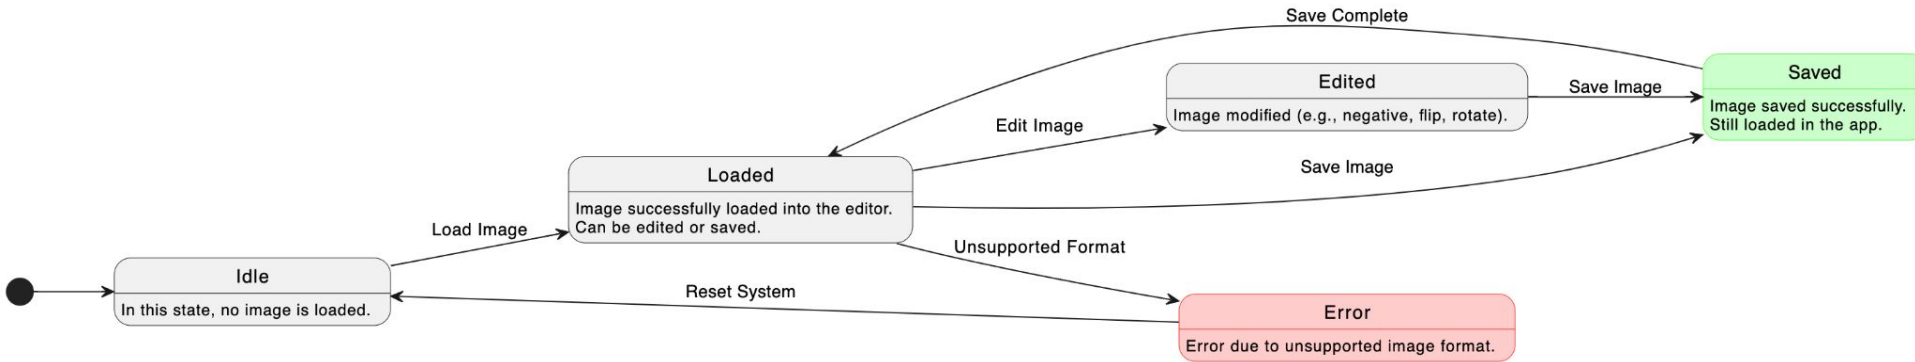 Save Complete
Saved
Image saved successfully.
Still loaded in the app.
Edited
Image modified (e.g., negative, flip, rotate).
Save Image
Edit Image
Save Image
Loaded
Image successfully loaded into the editor.
Can be edited or saved.
Load Image
Unsupported Format
Idle
In this state, no image is loaded.
Reset System
Error
Error due to unsupported image format.